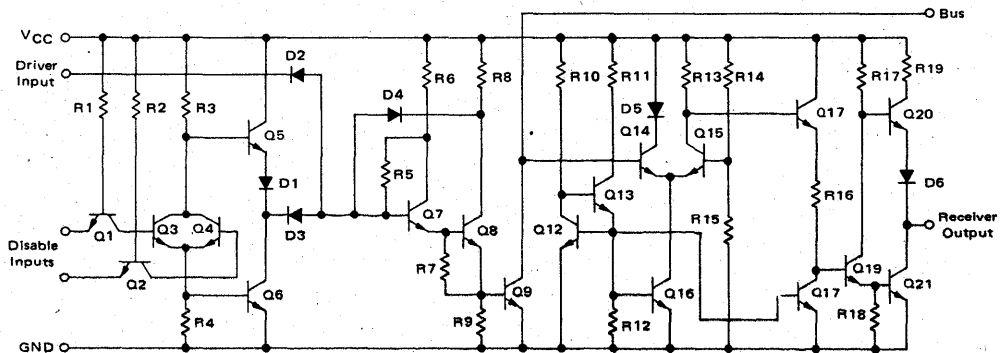 Bus
VCC
Driver
Input
D2
R6
R8
R10
R11
R13
R14
R17
R19
R1
R2
R3
D4
D5
Q17
Q20
Q5
Q14
Q15
R5
D1
Q13
R16
D6
Q3
Q4
D3
Q7
Q8
Q12
R15
Receiver
Output
Disable
Inputs
Q1
Q2
R7
Q19
Q6
Q9
Q16
Q17
Q21
R4
R9
R12
R18
GND